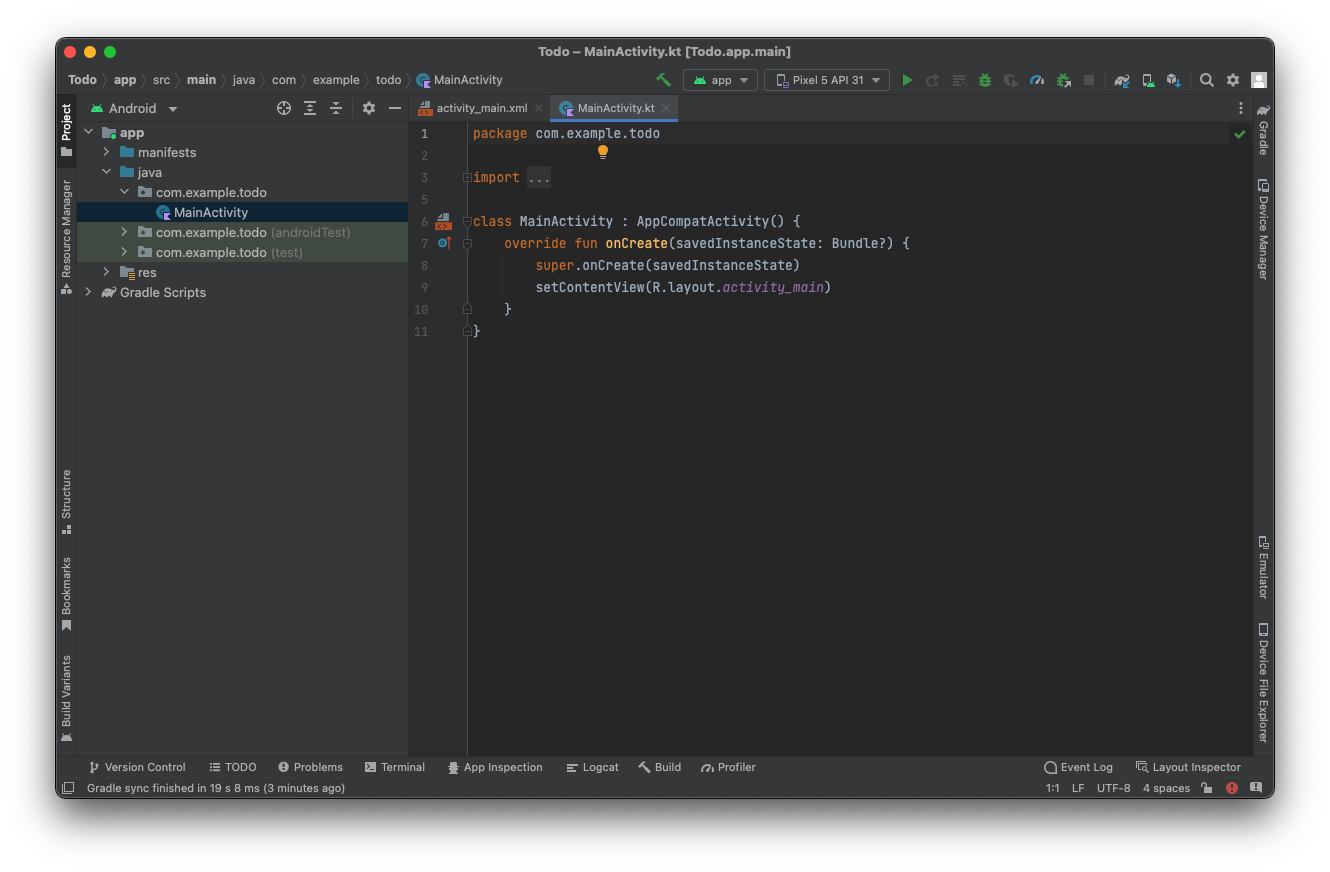 Todo – MainActivity.kt [Todo.app.main]
Todo app src main java com example todo MainActivity
app
Pixel 5 API 31
Project
Resource Manager
Structure
Bookmarks
Build Variants
Android
app
manifests
java
com.example.todo
MainActivity
com.example.todo (androidTest)
com.example.todo (test)
res
Gradle Scripts
activity_main.xml
MainActivity.kt
1 package com.example.todo
2
3 import ...
5
6 class MainActivity : AppCompatActivity() {
7 override fun onCreate(savedInstanceState: Bundle?) {
8 super.onCreate(savedInstanceState)
9 setContentView(R.layout.activity_main)
10 }
11 }
Gradle
Device Manager
Emulator
Device File Explorer
Version Control TODO Problems Terminal App Inspection Logcat Build Profiler Event Log Layout Inspector
Gradle sync finished in 19 s 8 ms (3 minutes ago) 1:1 LF UTF-8 4 spaces